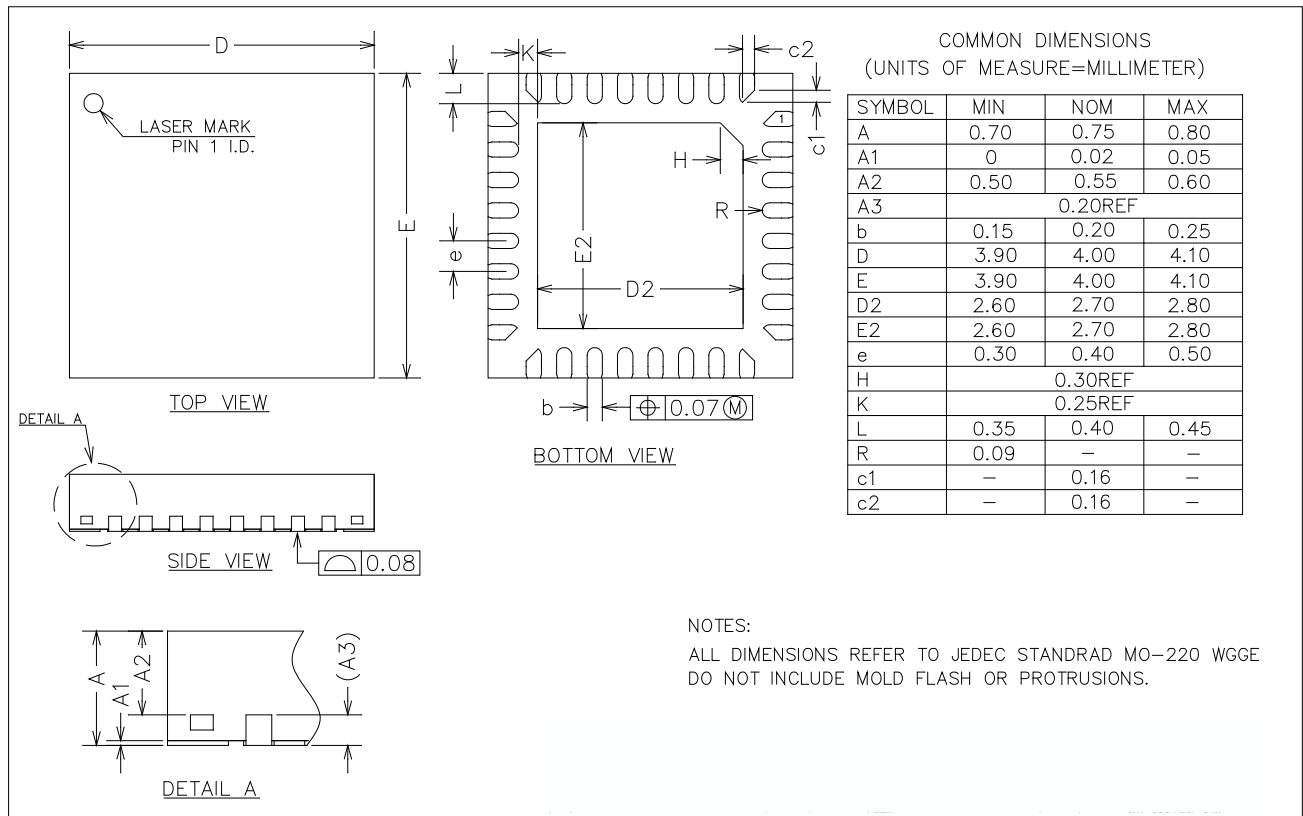 D
LASER MARK
PIN 1 I.D.
E
TOP VIEW
K
L
c2
c1
1
H
R
E2
e
D2
b
0.07 M
BOTTOM VIEW
COMMON DIMENSIONS
(UNITS OF MEASURE=MILLIMETER)
SYMBOL MIN NOM MAX
A 0.70 0.75 0.80
A1 0 0.02 0.05
A2 0.50 0.55 0.60
A3 0.20REF
b 0.15 0.20 0.25
D 3.90 4.00 4.10
E 3.90 4.00 4.10
D2 2.60 2.70 2.80
E2 2.60 2.70 2.80
e 0.30 0.40 0.50
H 0.30REF
K 0.25REF
L 0.35 0.40 0.45
R 0.09 – –
c1 – 0.16 –
c2 – 0.16 –
DETAIL A
SIDE VIEW
0.08
A
A1
A2
(A3)
DETAIL A
NOTES:
ALL DIMENSIONS REFER TO JEDEC STANDRAD MO-220 WGGE
DO NOT INCLUDE MOLD FLASH OR PROTRUSIONS.